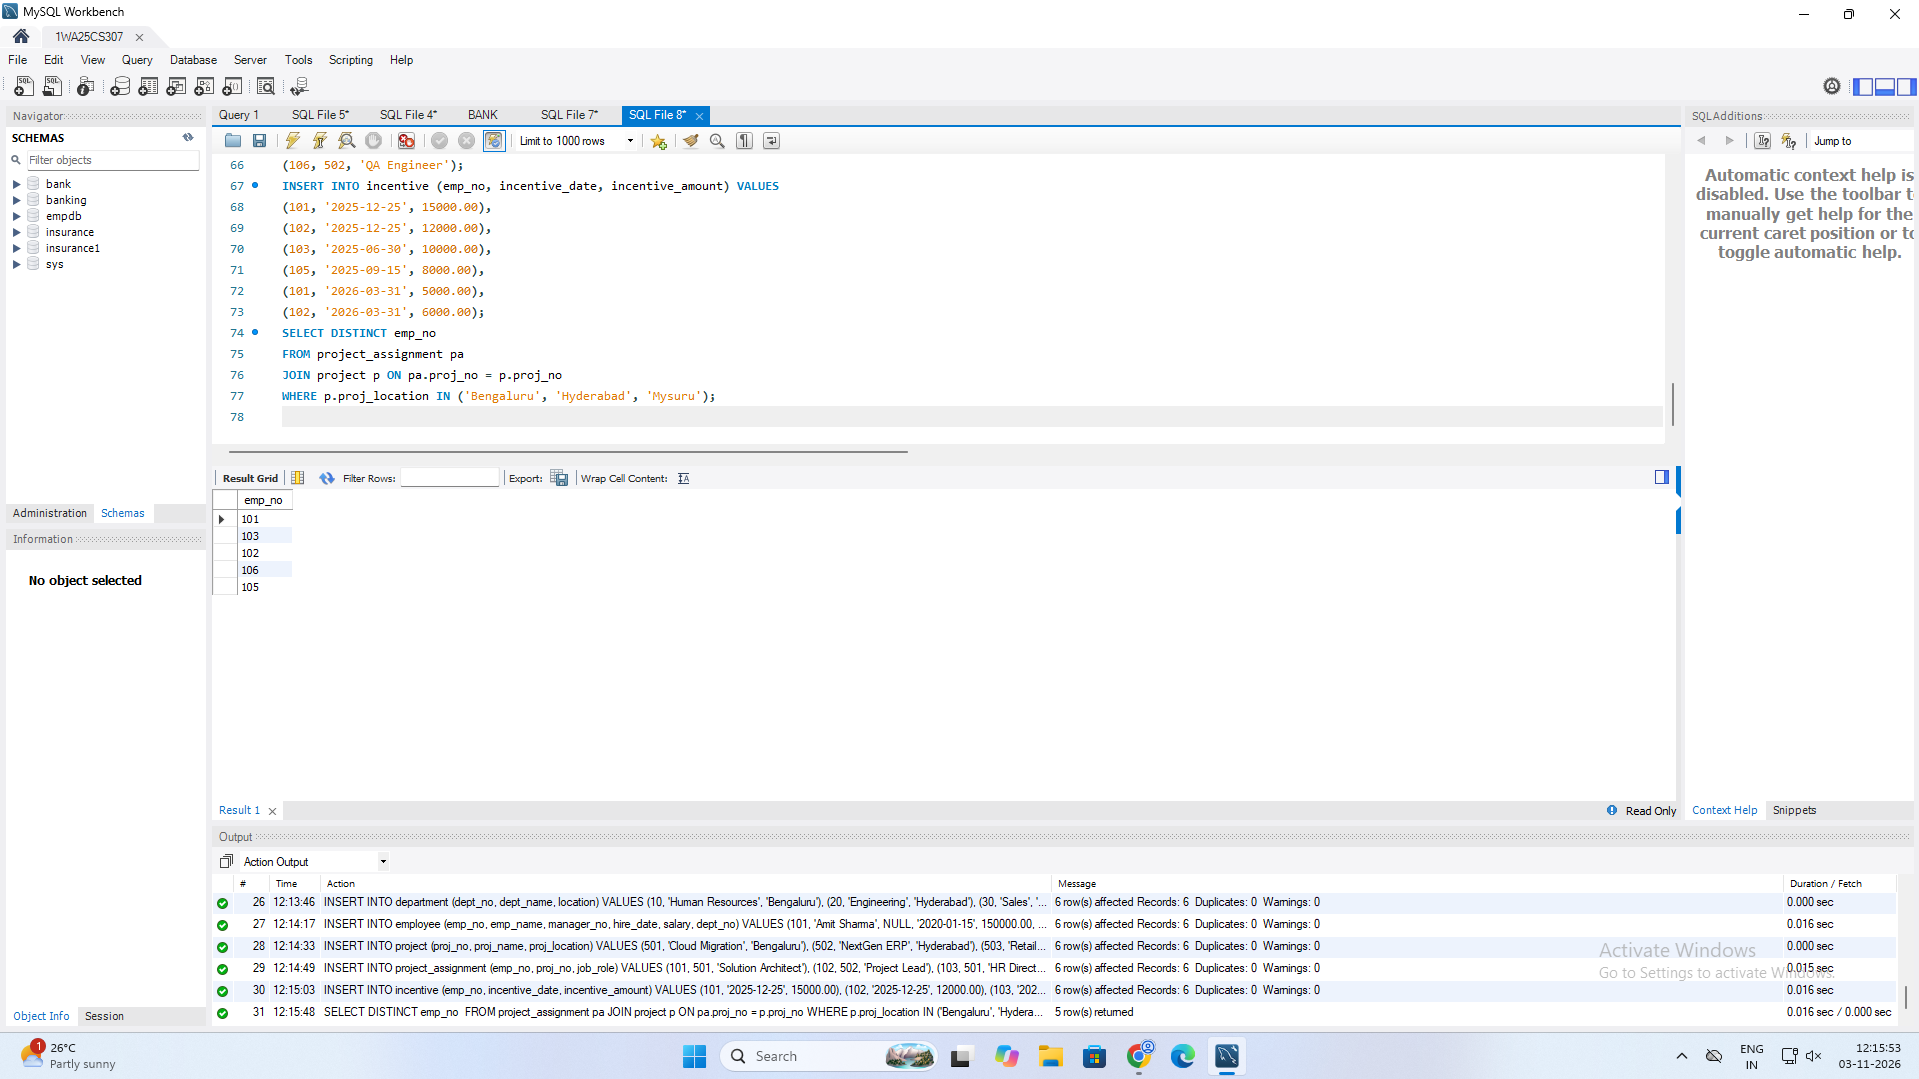 MySQL Workbench
1WA25CS307
File Edit View Query Database Server Tools Scripting Help
Navigator
SCHEMAS
Filter objects
bank
banking
empdb
insurance
insurance1
sys
Administration Schemas
Information
No object selected
Object Info Session
Query 1 SQL File 5* SQL File 4* BANK SQL File 7* SQL File 8*
Limit to 1000 rows
66 (106, 502, 'QA Engineer');
67 INSERT INTO incentive (emp_no, incentive_date, incentive_amount) VALUES
68 (101, '2025-12-25', 15000.00),
69 (102, '2025-12-25', 12000.00),
70 (103, '2025-06-30', 10000.00),
71 (105, '2025-09-15', 8000.00),
72 (101, '2026-03-31', 5000.00),
73 (102, '2026-03-31', 6000.00);
74 SELECT DISTINCT emp_no
75 FROM project_assignment pa
76 JOIN project p ON pa.proj_no = p.proj_no
77 WHERE p.proj_location IN ('Bengaluru', 'Hyderabad', 'Mysuru');
78
Result Grid Filter Rows: Export: Wrap Cell Content:
emp_no
101
103
102
106
105
Result 1
Read Only
SQLAdditions
Jump to
Automatic context help is
disabled. Use the toolbar t
manually get help for the
current caret position or to
toggle automatic help.
Context Help Snippets
Output
Action Output
# Time Action Message Duration / Fetch
26 12:13:46 INSERT INTO department (dept_no, dept_name, location) VALUES (10, 'Human Resources', 'Bengaluru'), (20, 'Engineering', 'Hyderabad'), (30, 'Sales', '... 6 row(s) affected Records: 6 Duplicates: 0 Warnings: 0 0.000 sec
27 12:14:17 INSERT INTO employee (emp_no, emp_name, manager_no, hire_date, salary, dept_no) VALUES (101, 'Amit Sharma', NULL, '2020-01-15', 150000.00, ... 6 row(s) affected Records: 6 Duplicates: 0 Warnings: 0 0.016 sec
28 12:14:33 INSERT INTO project (proj_no, proj_name, proj_location) VALUES (501, 'Cloud Migration', 'Bengaluru'), (502, 'NextGen ERP', 'Hyderabad'), (503, 'Retail... 6 row(s) affected Records: 6 Duplicates: 0 Warnings: 0 0.000 sec
29 12:14:49 INSERT INTO project_assignment (emp_no, proj_no, job_role) VALUES (101, 501, 'Solution Architect'), (102, 502, 'Project Lead'), (103, 501, 'HR Direct... 6 row(s) affected Records: 6 Duplicates: 0 Warnings: 0 0.015 sec
30 12:15:03 INSERT INTO incentive (emp_no, incentive_date, incentive_amount) VALUES (101, '2025-12-25', 15000.00), (102, '2025-12-25', 12000.00), (103, '202... 6 row(s) affected Records: 6 Duplicates: 0 Warnings: 0 0.016 sec
31 12:15:48 SELECT DISTINCT emp_no FROM project_assignment pa JOIN project p ON pa.proj_no = p.proj_no WHERE p.proj_location IN ('Bengaluru', 'Hydera... 5 row(s) returned 0.016 sec / 0.000 sec
Activate Windows
Go to Settings to activate Windows.
1
26°C
Partly sunny
Search
ENG
IN
12:15:53
03-11-2026